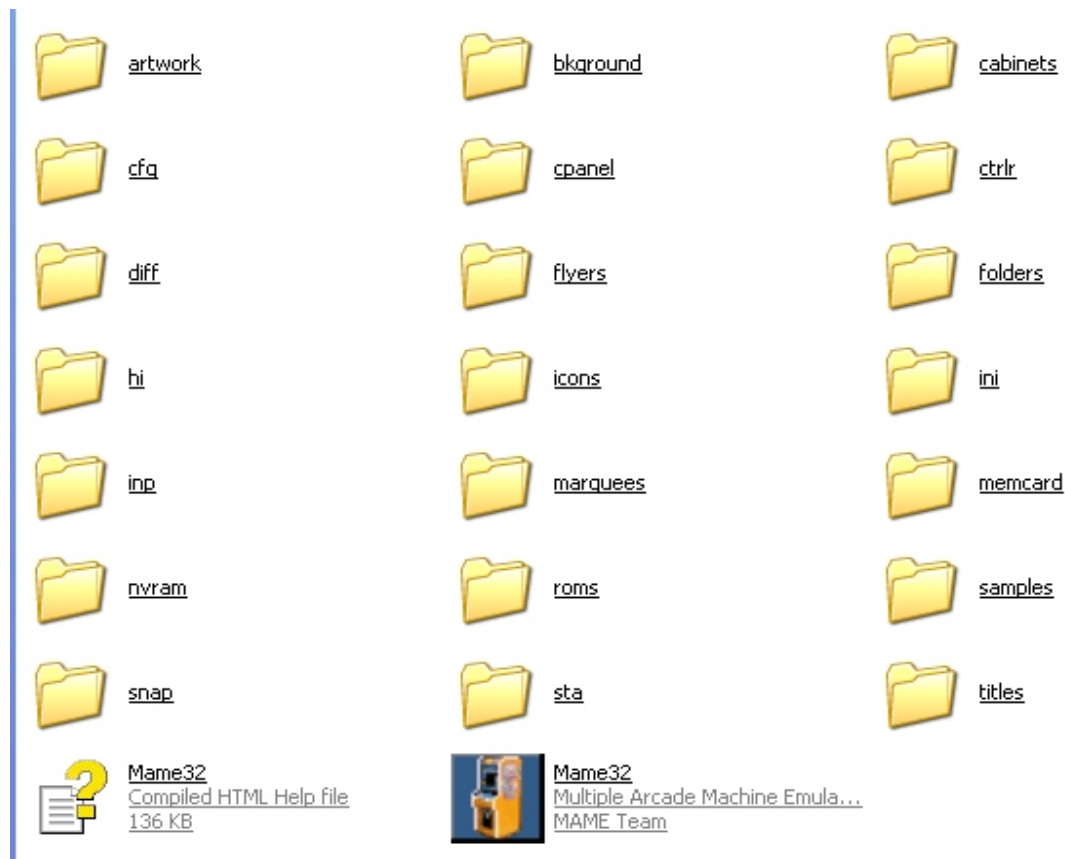 artwork
bkground
cabinets
cfg
cpanel
ctrlr
diff
flyers
folders
hi
icons
ini
inp
marquees
memcard
nvram
roms
samples
snap
sta
titles
Mame32
Compiled HTML Help file
136 KB
Mame32
Multiple Arcade Machine Emula...
MAME Team